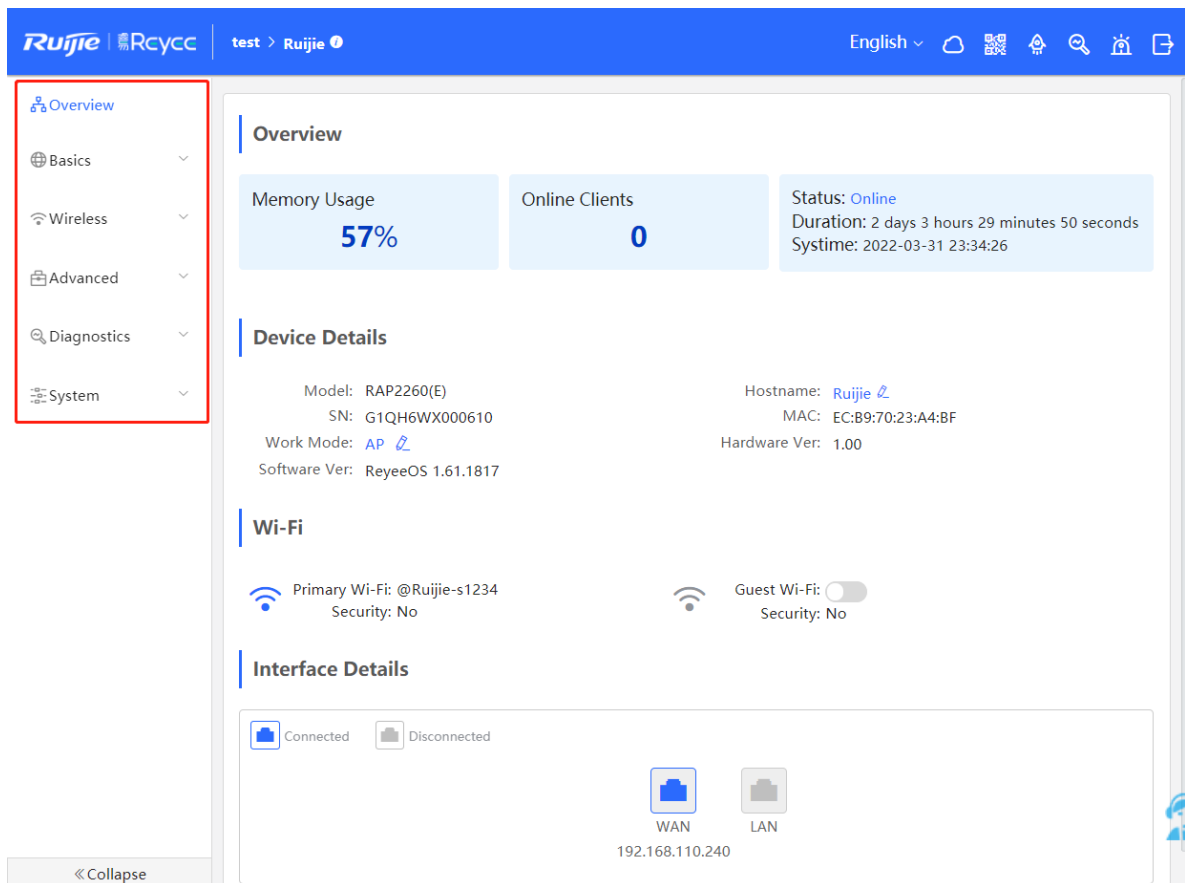 Ruijie | 睿易 Reyee
test > Ruijie
English
Overview
Basics
Wireless
Advanced
Diagnostics
System
Collapse
Overview
Memory Usage
57%
Online Clients
0
Status: Online
Duration: 2 days 3 hours 29 minutes 50 seconds
Systime: 2022-03-31 23:34:26
Device Details
Model: RAP2260(E)
Hostname: Ruijie
SN: G1QH6WX000610
MAC: EC:B9:70:23:A4:BF
Work Mode: AP
Hardware Ver: 1.00
Software Ver: ReyeeOS 1.61.1817
Wi-Fi
Primary Wi-Fi: @Ruijie-s1234
Security: No
Guest Wi-Fi:
Security: No
Interface Details
Connected
Disconnected
WAN
LAN
192.168.110.240